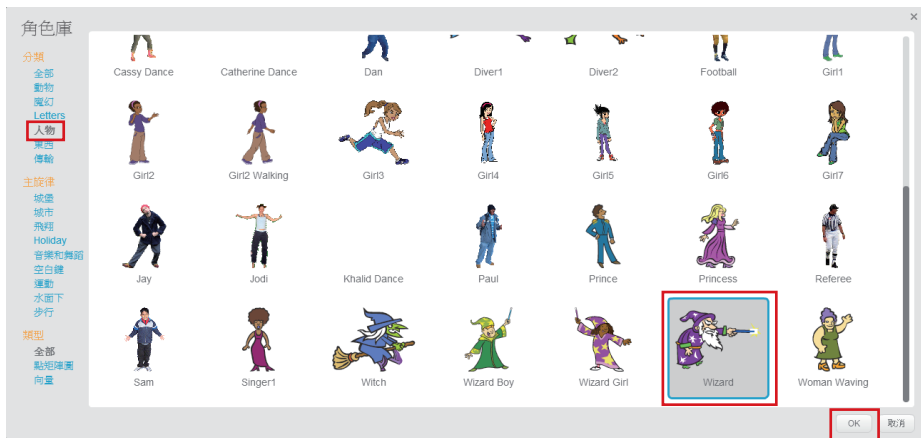 角色庫
×
分類
全部
動物
魔幻
Letters
人物
東西
傳輸
主旋律
城堡
城市
飛翔
Holiday
音樂和舞蹈
空白鍵
運動
水面下
步行
類型
全部
點矩陣圖
向量
Cassy Dance Catherine Dance Dan Diver1 Diver2 Football Girl1
Girl2 Girl2 Walking Girl3 Girl4 Girl5 Girl6 Girl7
Jay Jodi Khalid Dance Paul Prince Princess Referee
Sam Singer1 Witch Wizard Boy Wizard Girl Wizard Woman Waving
OK 取消